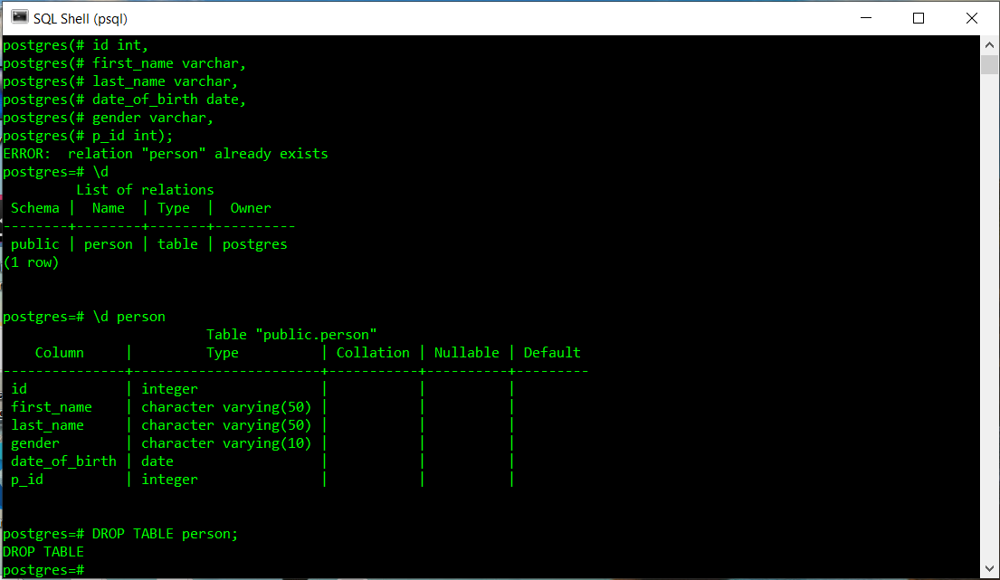 SQL Shell (psql)
postgres(# id int,
postgres(# first_name varchar,
postgres(# last_name varchar,
postgres(# date_of_birth date,
postgres(# gender varchar,
postgres(# p_id int);
ERROR:  relation "person" already exists
postgres=# \d
         List of relations
 Schema |  Name  | Type  |  Owner
--------+--------+-------+----------
 public | person | table | postgres
(1 row)
postgres=# \d person
                         Table "public.person"
    Column     |         Type          | Collation | Nullable | Default
---------------+-----------------------+-----------+----------+---------
 id            | integer               |           |          |
 first_name    | character varying(50) |           |          |
 last_name     | character varying(50) |           |          |
 gender        | character varying(10) |           |          |
 date_of_birth | date                  |           |          |
 p_id          | integer               |           |          |
postgres=# DROP TABLE person;
DROP TABLE
postgres=#